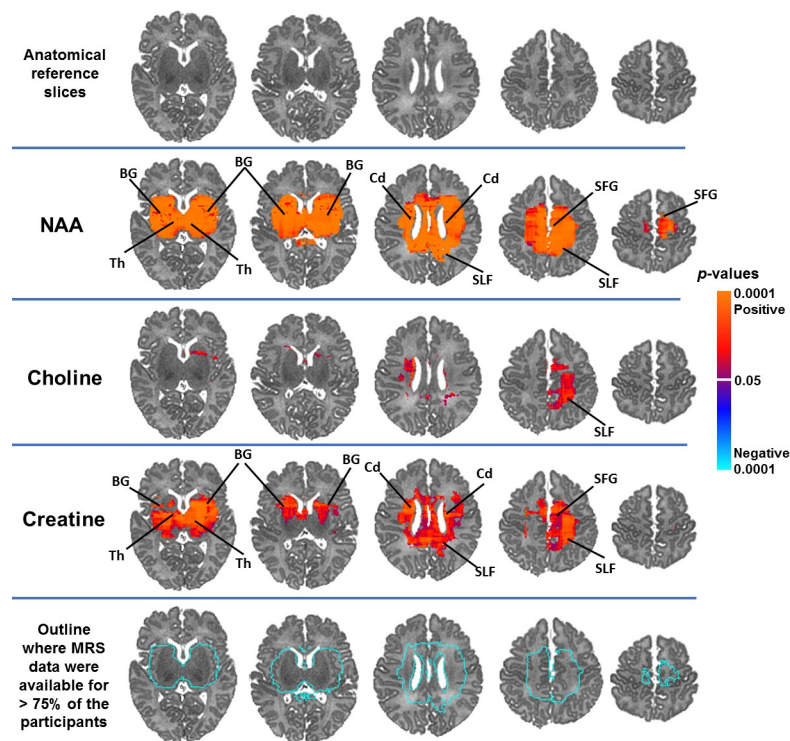 Anatomical
reference
slices
BG
BG
BG
Cd
Cd
SFG
SFG
NAA
Th
Th
SLF
SLF
p-values
0.0001
Positive
Choline
0.05
SLF
Negative
0.0001
BG
BG
BG
Cd
Cd
SFG
Creatine
Th
Th
SLF
SLF
Outline
where MRS
data were
available for
> 75% of the
participants